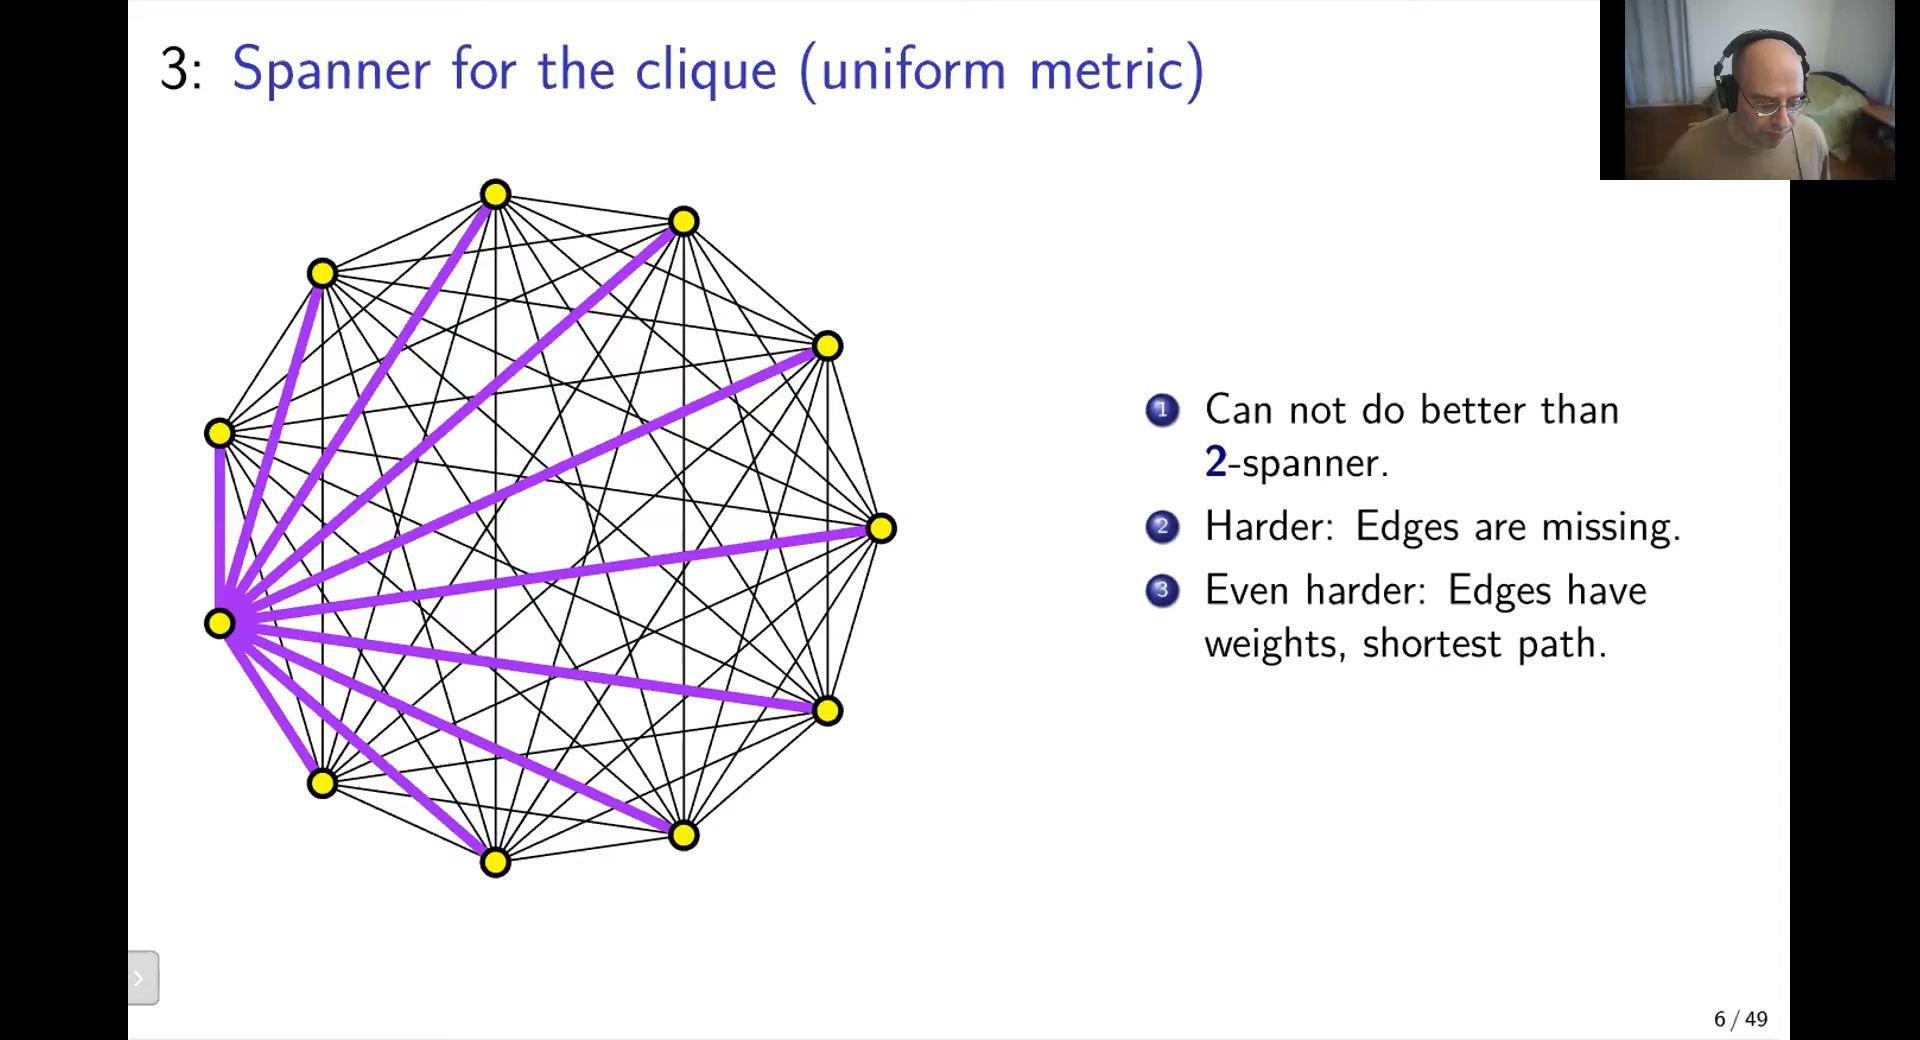 3: Spanner for the clique (uniform metric)
1 Can not do better than
2-spanner.
2 Harder: Edges are missing.
3 Even harder: Edges have
weights, shortest path.
6 / 49